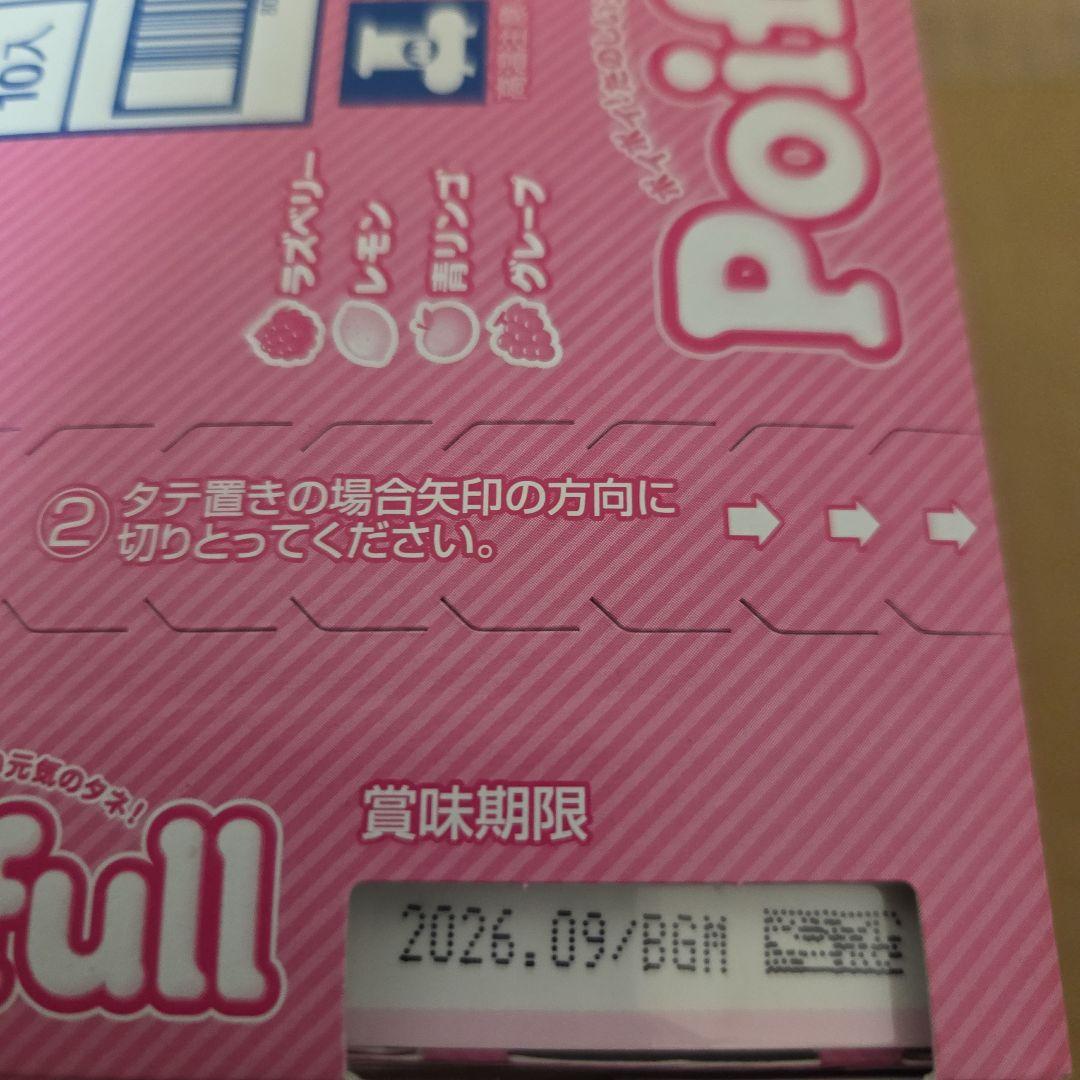 10入
Poif
ラズベリー
レモン
青リンゴ
グレープ
② タテ置きの場合矢印の方向に
切りとってください。
元気のタネ！
full
賞味期限
2026.09/BGM